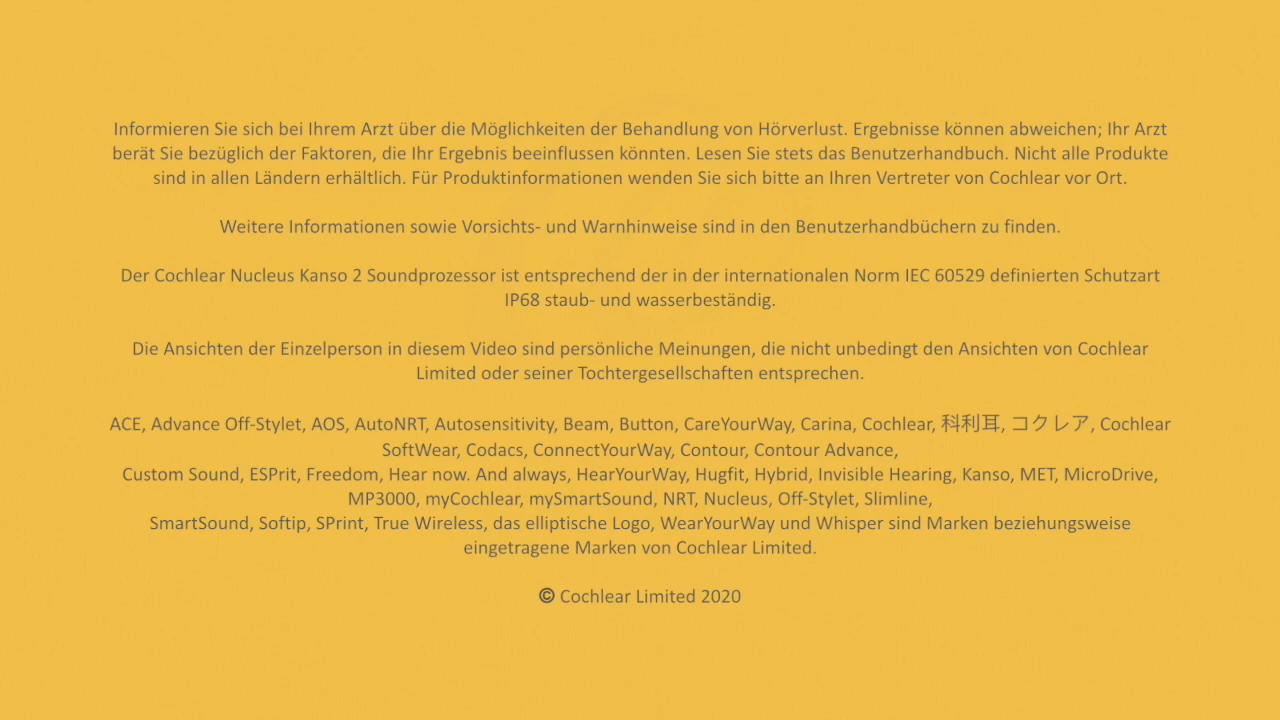 Informieren Sie sich bei Ihrem Arzt über die Möglichkeiten der Behandlung von Hörverlust. Ergebnisse können abweichen; Ihr Arzt
berät Sie bezüglich der Faktoren, die Ihr Ergebnis beeinflussen könnten. Lesen Sie stets das Benutzerhandbuch. Nicht alle Produkte
sind in allen Ländern erhältlich. Für Produktinformationen wenden Sie sich bitte an Ihren Vertreter von Cochlear vor Ort.
Weitere Informationen sowie Vorsichts- und Warnhinweise sind in den Benutzerhandbüchern zu finden.
Der Cochlear Nucleus Kanso 2 Soundprozessor ist entsprechend der in der internationalen Norm IEC 60529 definierten Schutzart
IP68 staub- und wasserbeständig.
Die Ansichten der Einzelperson in diesem Video sind persönliche Meinungen, die nicht unbedingt den Ansichten von Cochlear
Limited oder seiner Tochtergesellschaften entsprechen.
ACE, Advance Off-Stylet, AOS, AutoNRT, Autosensitivity, Beam, Button, CareYourWay, Carina, Cochlear, 科利耳, コクレア, Cochlear
SoftWear, Codacs, ConnectYourWay, Contour, Contour Advance,
Custom Sound, ESPrit, Freedom, Hear now. And always, HearYourWay, Hugfit, Hybrid, Invisible Hearing, Kanso, MET, MicroDrive,
MP3000, myCochlear, mySmartSound, NRT, Nucleus, Off-Stylet, Slimline,
SmartSound, Softip, SPrint, True Wireless, das elliptische Logo, WearYourWay und Whisper sind Marken beziehungsweise
eingetragene Marken von Cochlear Limited.
© Cochlear Limited 2020